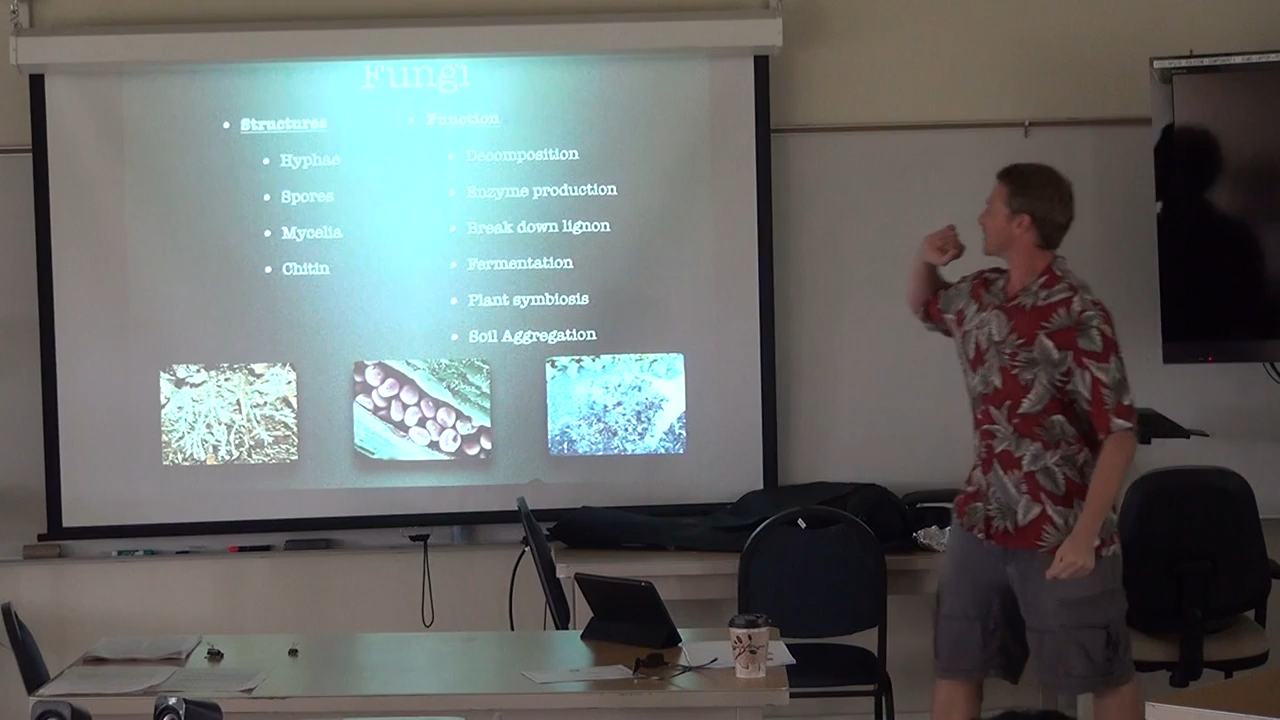 Fungi
Structures
Hyphae
Spores
Mycelia
Chitin
Function
Decomposition
Enzyme production
Break down lignon
Fermentation
Plant symbiosis
Soil Aggregation